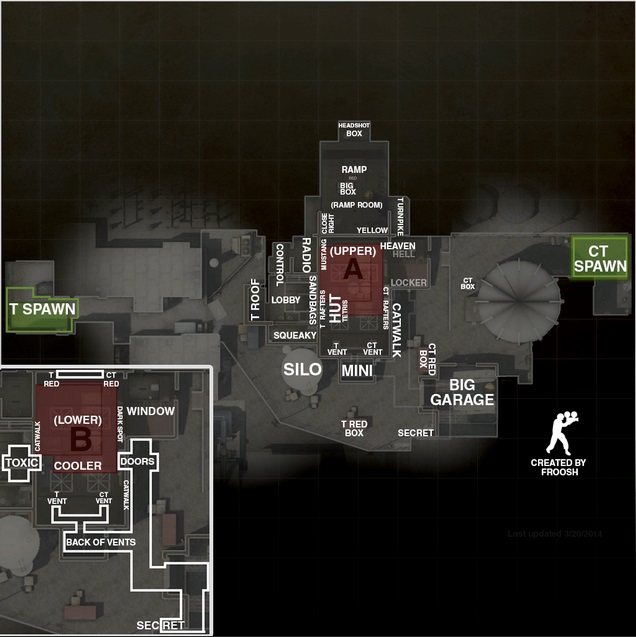 HEADSHOT
BOX
RAMP
MID
BIG
BOX
(RAMP ROOM)
TURNPIKE
CLOSE
RIGHT
YELLOW
CONTROL
RADIO
MUSTANG
(UPPER)
A
HEAVEN
HELL
LOCKER
CT
SPAWN
CT
BOX
T ROOF
LOBBY
SANDBAGS
T
RAFTERS
HUT
TETRIS
CT
RAFTERS
CATWALK
T SPAWN
SQUEAKY
T
VENT
CT
VENT
SILO
MINI
CT RED
BOX
BIG
GARAGE
T RED
BOX
SECRET
CREATED BY
FROOSH
Last updated 3/20/2014
T
RED
CT
RED
(LOWER)
B
CATWALK
DARK SPOT
WINDOW
TOXIC
COOLER
DOORS
T
VENT
CT
VENT
CATWALK
BACK OF VENTS
SECRET